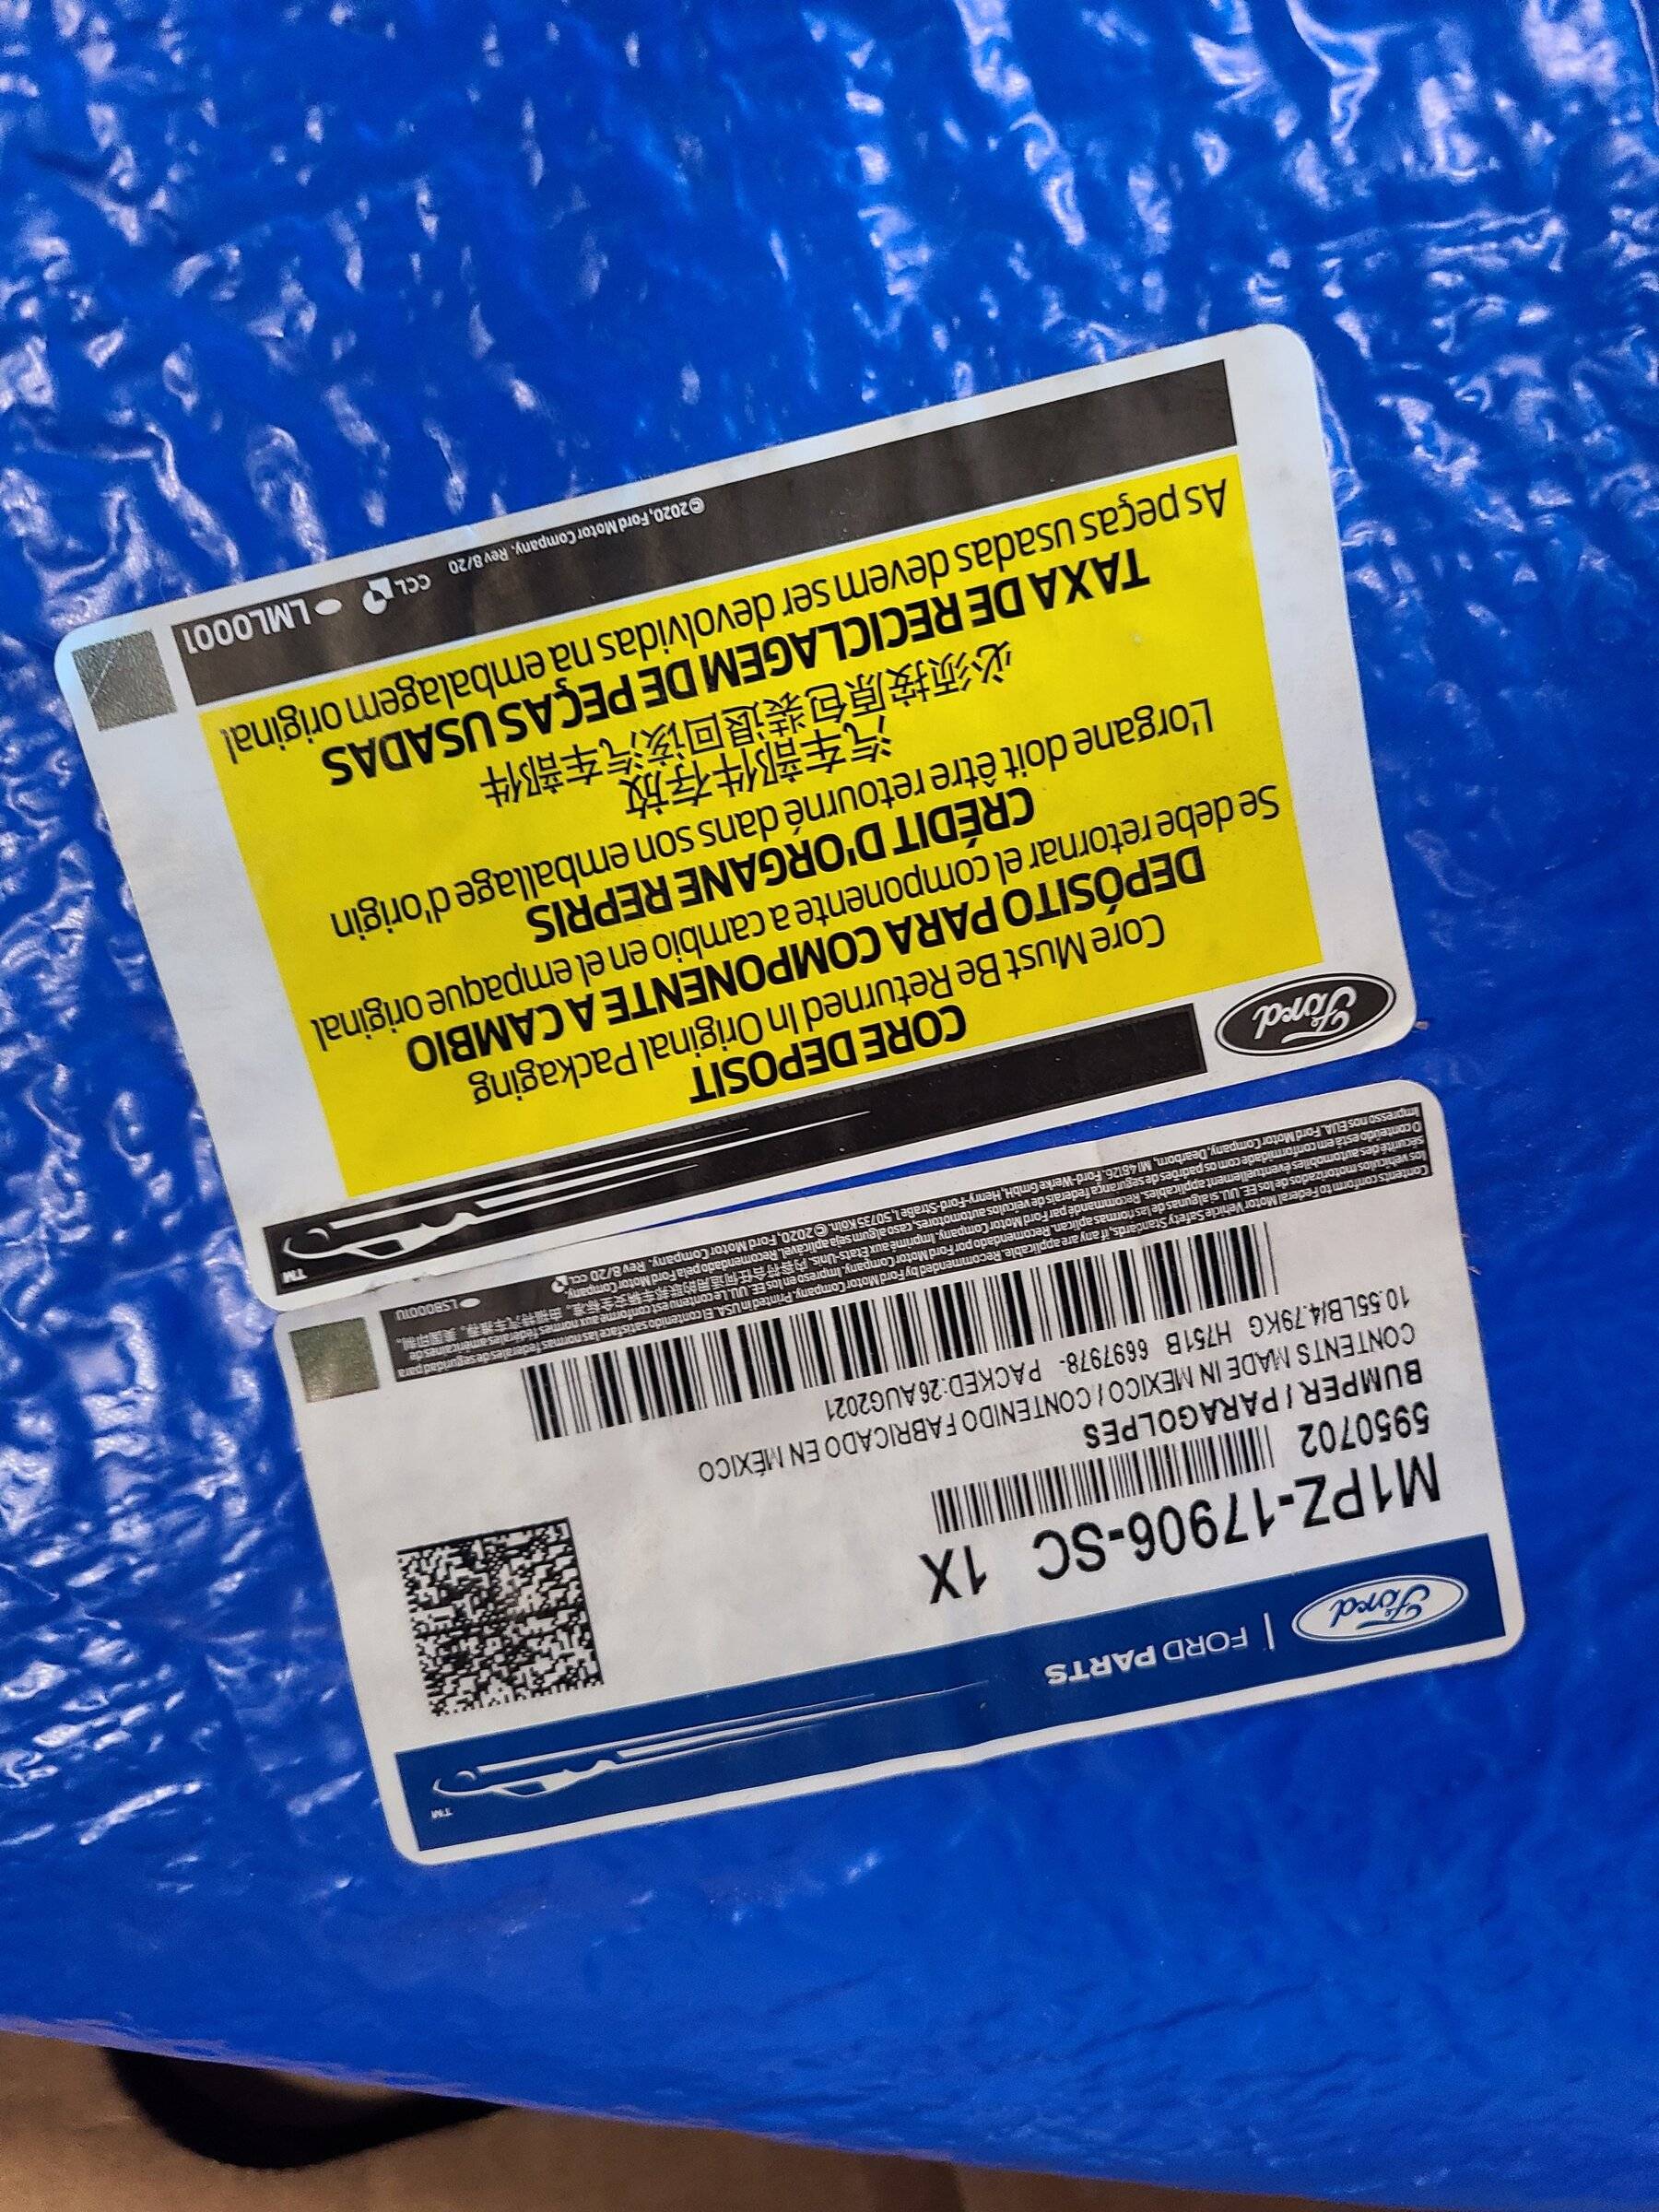 Ford | FORD PARTS
TM
M1PZ-17906-SC 1X
5950702
BUMPER / PARAGOLPES
CONTENTS MADE IN MEXICO / CONTENIDO FABRICADO EN MÉXICO
10.55LB/4.79KG H751B 6697978- PACKED:26AUG2021
CCL LSB0001U
Ford
TM
CORE DEPOSIT
Core Must Be Returned In Original Packaging
DEPÓSITO PARA COMPONENTE A CAMBIO
Se debe retornar el componente a cambio en el empaque original
CRÉDIT D'ORGANE REPRIS
L'organe doit être retourné dans son emballage d'origin
汽车部件存放
必须按原包装退回该汽车部件
TAXA DE RECICLAGEM DE PEÇAS USADAS
As peças usadas devem ser devolvidas na embalagem original
©2020, Ford Motor Company. Rev 8/20 CCL LML0001